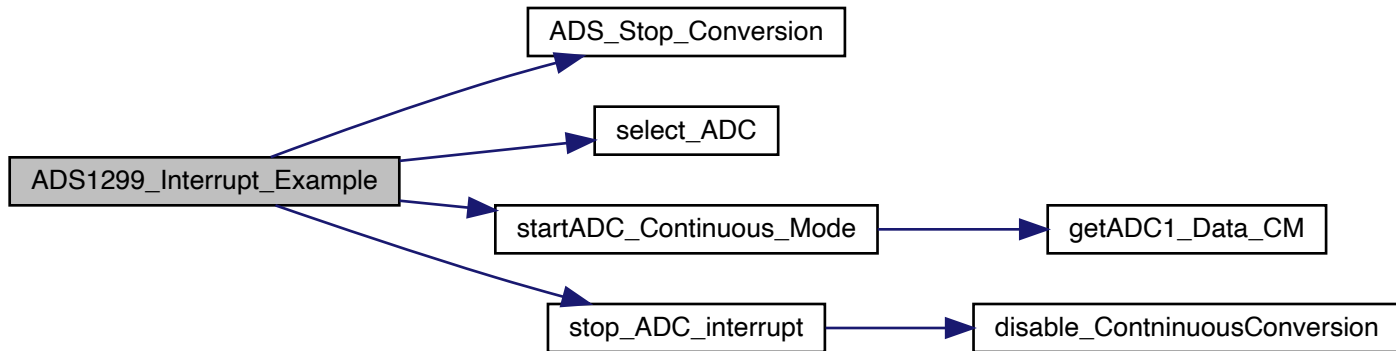 ADS_Stop_Conversion
select_ADC
ADS1299_Interrupt_Example
startADC_Continuous_Mode
getADC1_Data_CM
stop_ADC_interrupt
disable_ContninuousConversion